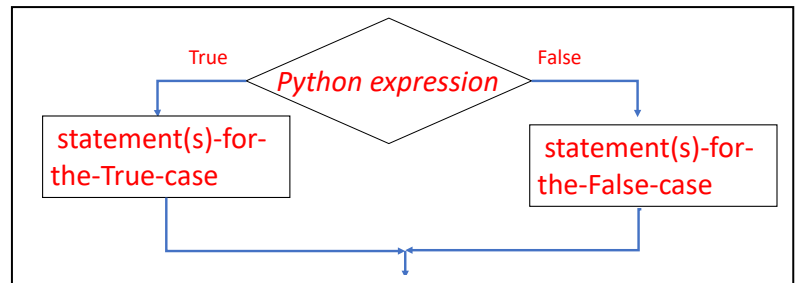 True
False
Python expression
statement(s)-for-
the-True-case
statement(s)-for-
the-False-case